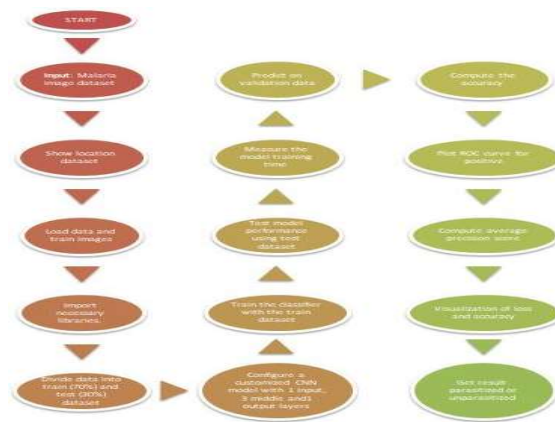 START
Input: Malaria
image dataset
Show location
dataset
Load data and
train images
Import
necessary
libraries.
Divide data into
train (70%) and
test (30%)
dataset
Configure a
customized CNN
model with 1 input,
3 middle and1
output layers
Train the classifier
with the train
dataset
Test model
performance
using test
dataset
Measure the
model training
time
Predict on
validation data
Compute the
accuracy
Plot ROC curve for
positive.
Compute average
precision score
Visualization of loss
and accuracy
Get result
parasitized or
unparasitized